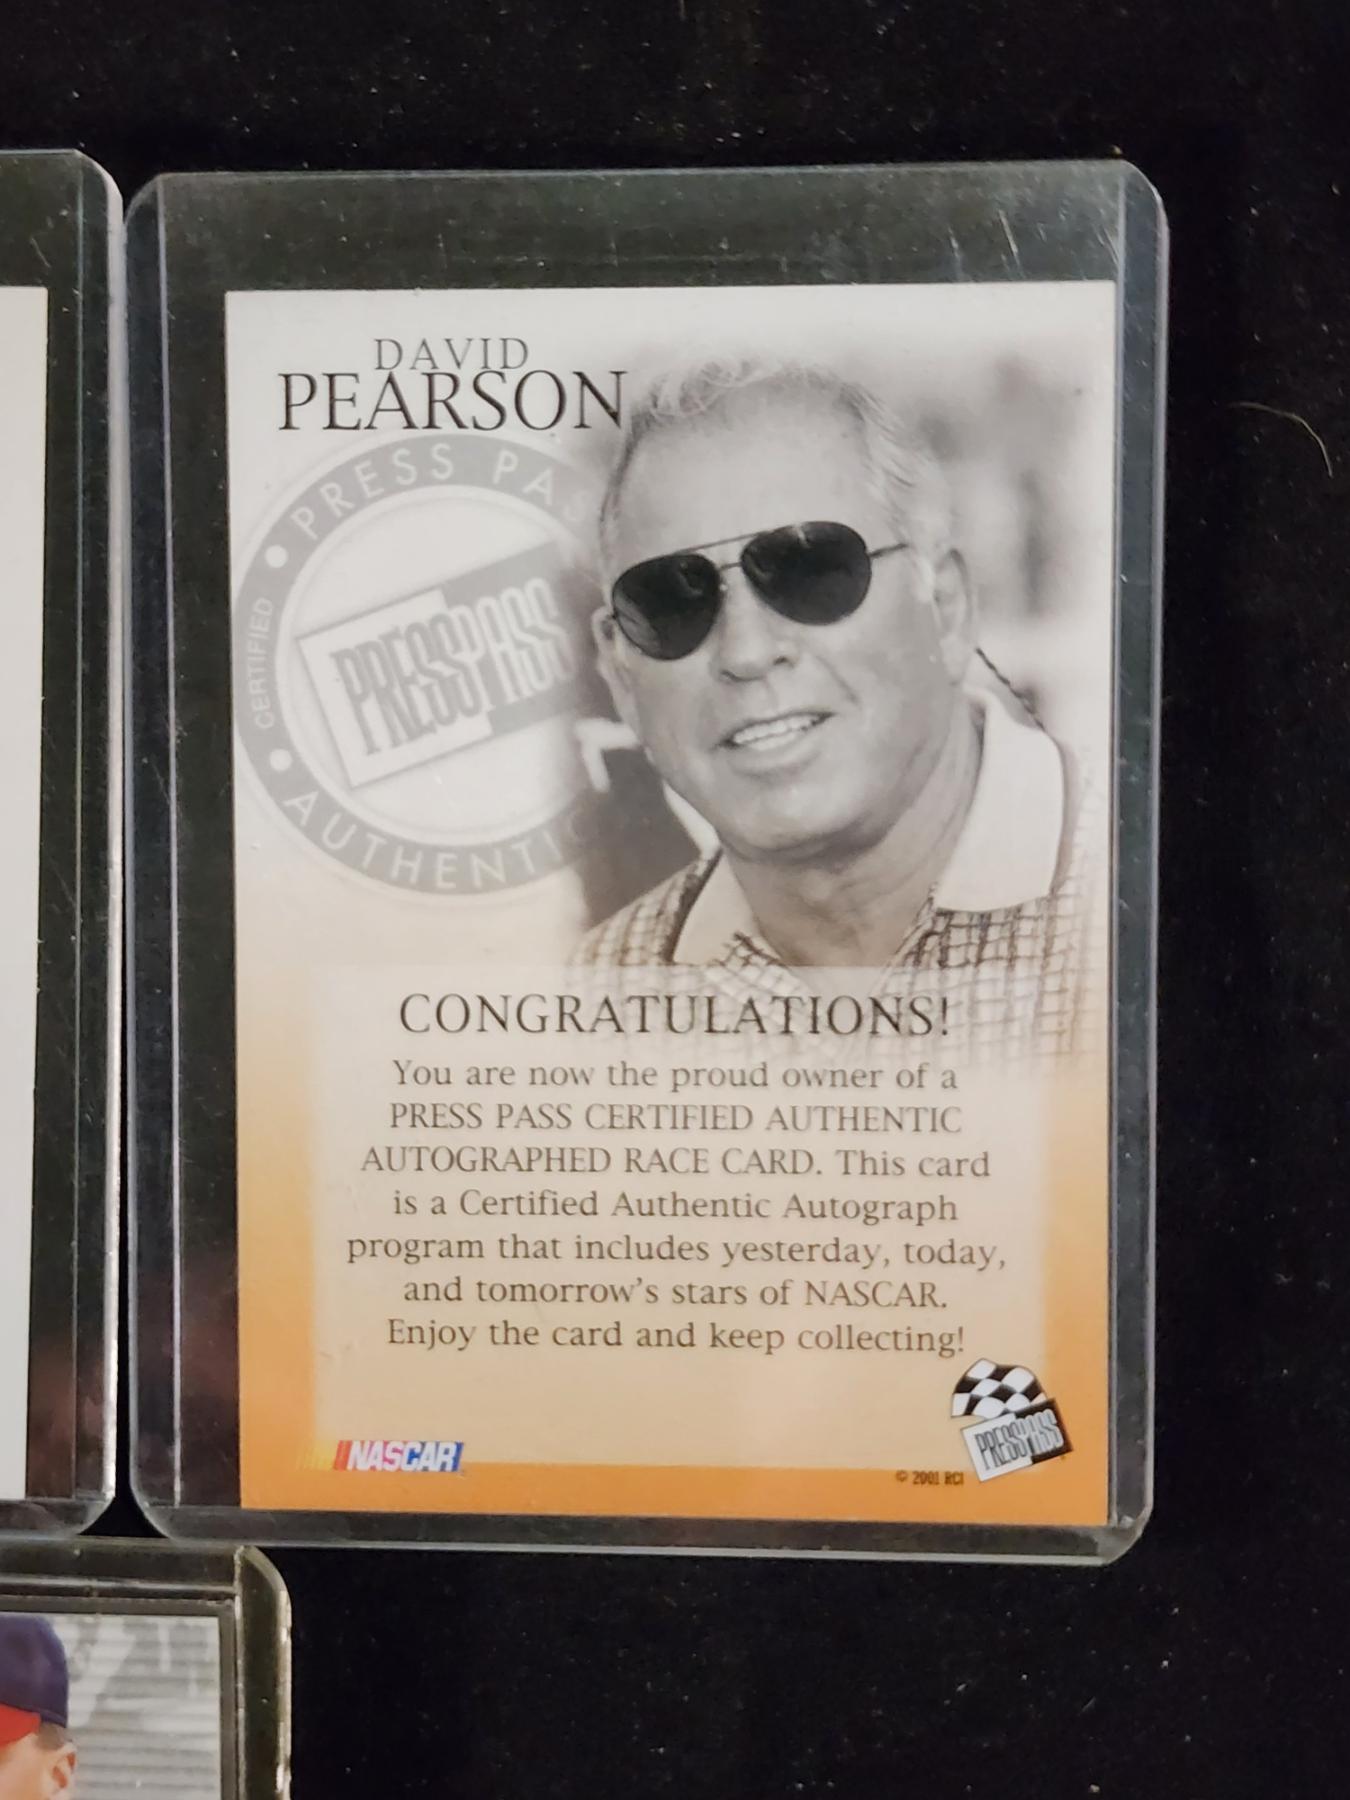 DAVID
PEARSON
PRESS PAS
CERTIFIED
PRESS PASS
AUTHENTIC
CONGRATULATIONS!
You are now the proud owner of a
PRESS PASS CERTIFIED AUTHENTIC
AUTOGRAPHED RACE CARD. This card
is a Certified Authentic Autograph
program that includes yesterday, today,
and tomorrow's stars of NASCAR.
Enjoy the card and keep collecting!
PRESS PASS
NASCAR
© 2001 RCI